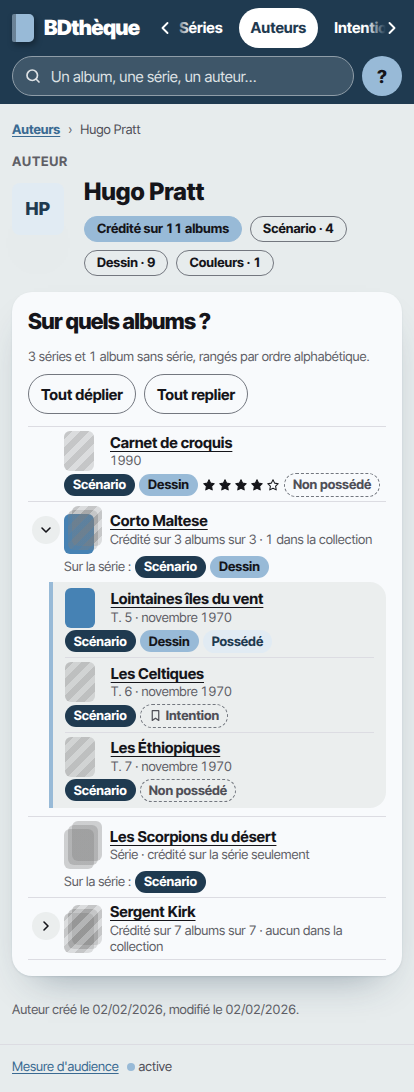 BDthèque
Séries
Auteurs
Intentic
Un album, une série, un auteur...
?
Auteurs › Hugo Pratt
AUTEUR
HP
Hugo Pratt
Crédité sur 11 albums
Scénario · 4
Dessin · 9
Couleurs · 1
Sur quels albums ?
3 séries et 1 album sans série, rangés par ordre alphabétique.
Tout déplier
Tout replier
Carnet de croquis
1990
Scénario Dessin ★★★★☆ Non possédé
Corto Maltese
Crédité sur 3 albums sur 3 · 1 dans la collection
Sur la série : Scénario Dessin
Lointaines îles du vent
T. 5 · novembre 1970
Scénario Dessin Possédé
Les Celtiques
T. 6 · novembre 1970
Scénario Intention
Les Éthiopiques
T. 7 · novembre 1970
Scénario Non possédé
Les Scorpions du désert
Série · crédité sur la série seulement
Sur la série : Scénario
Sergent Kirk
Crédité sur 7 albums sur 7 · aucun dans la
collection
Auteur créé le 02/02/2026, modifié le 02/02/2026.
Mesure d'audience active